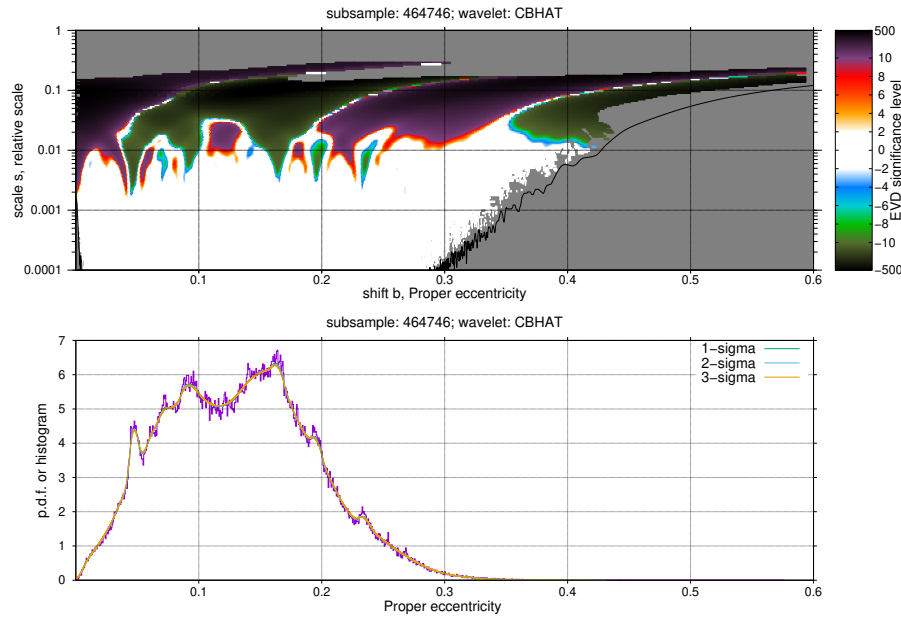 subsample: 464746; wavelet: CBHAT
1
0.1
0.01
0.001
0.0001
scale s, relative scale
0.1 0.2 0.3 0.4 0.5 0.6
shift b, Proper eccentricity
500
10
8
6
4
2
0
−2
−4
−6
−8
−10
−500
EVD significance level
subsample: 464746; wavelet: CBHAT
7
6
5
4
3
2
1
0
p.d.f. or histogram
1−sigma
2−sigma
3−sigma
0.1 0.2 0.3 0.4 0.5 0.6
Proper eccentricity